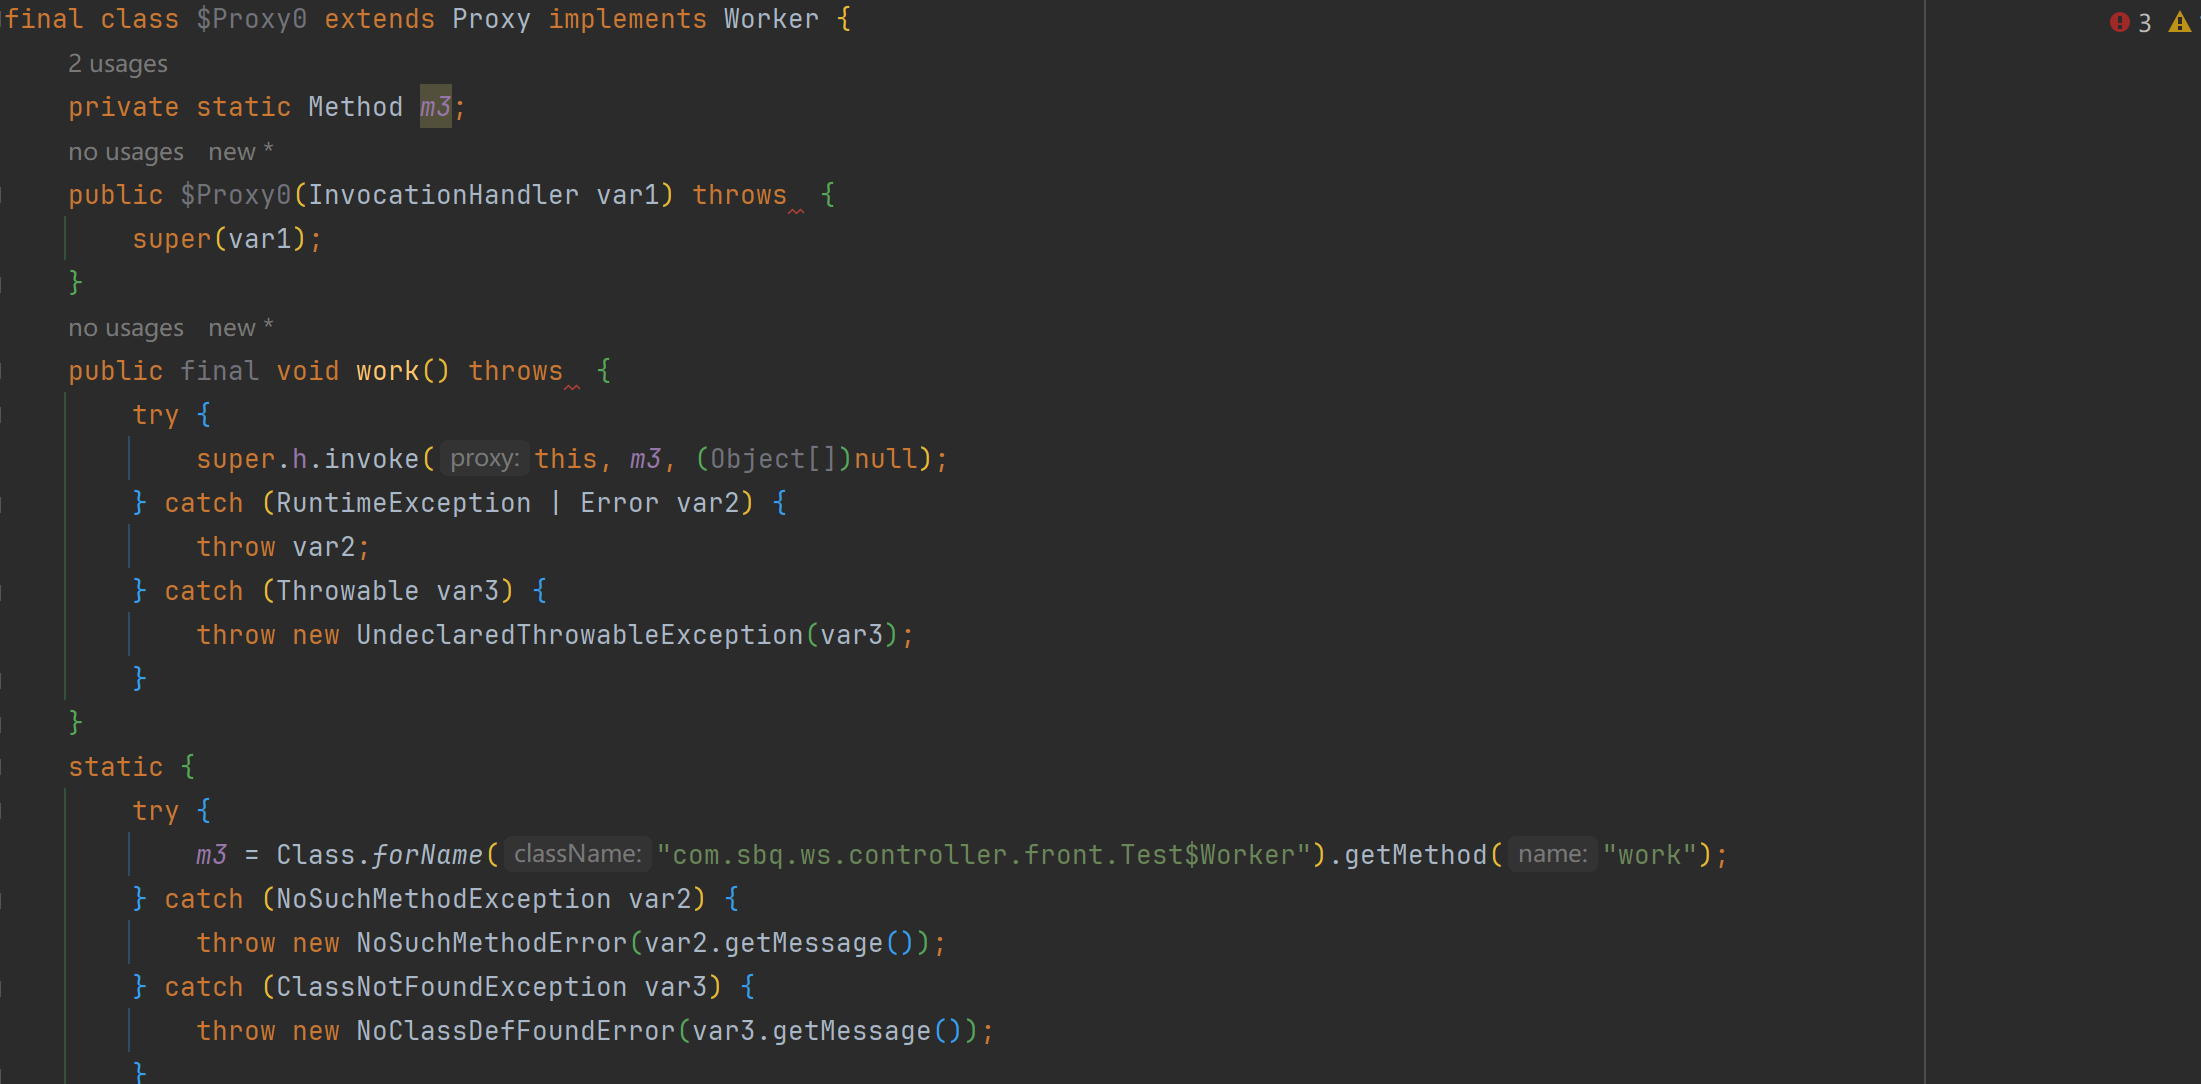 final class $Proxy0 extends Proxy implements Worker {
3
2 usages
private static Method m3;
no usages new *
public $Proxy0(InvocationHandler var1) throws {
super(var1);
}
no usages new *
public final void work() throws {
try {
super.h.invoke( proxy: this, m3, (Object[])null);
} catch (RuntimeException | Error var2) {
throw var2;
} catch (Throwable var3) {
throw new UndeclaredThrowableException(var3);
}
}
static {
try {
m3 = Class.forName( className: "com.sbq.ws.controller.front.Test$Worker").getMethod( name: "work");
} catch (NoSuchMethodException var2) {
throw new NoSuchMethodError(var2.getMessage());
} catch (ClassNotFoundException var3) {
throw new NoClassDefFoundError(var3.getMessage());
}